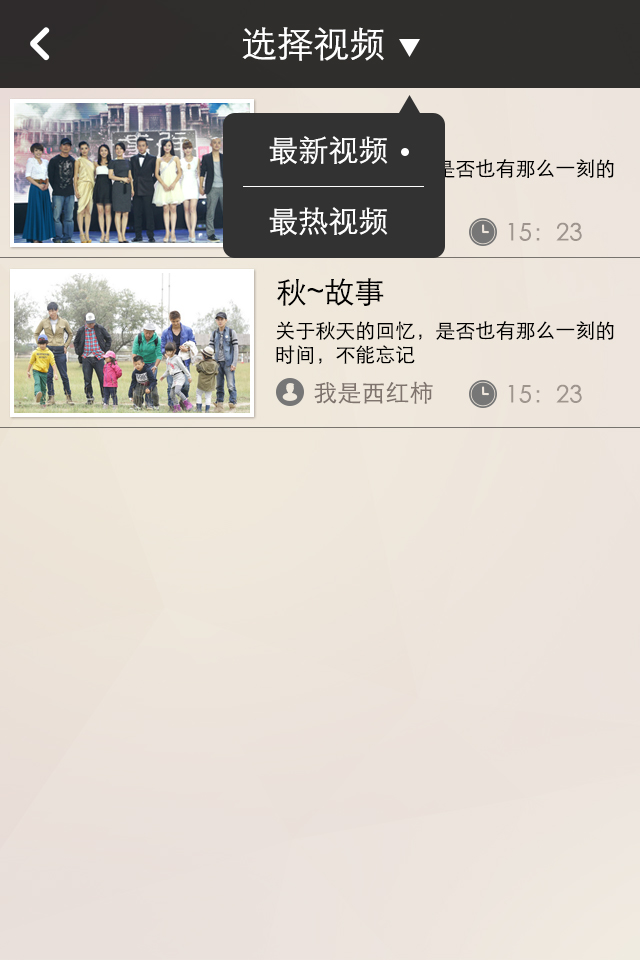 选择视频
最新视频
是否也有那么一刻的
最热视频
15: 23
秋~故事
关于秋天的回忆，是否也有那么一刻的
时间，不能忘记
我是西红柿
15: 23